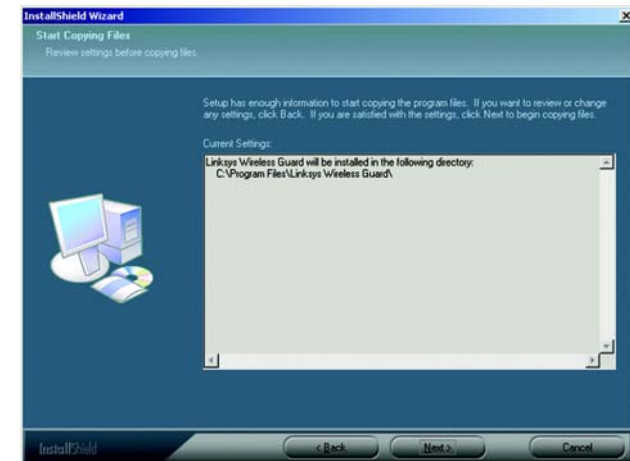 InstallShield Wizard
Start Copying Files
Review settings before copying files.
Setup has enough information to start copying the program files. If you want to review or change
any settings, click Back. If you are satisfied with the settings, click Next to begin copying files.
Current Settings:
Linksys Wireless Guard will be installed in the following directory:
C:\Program Files\Linksys Wireless Guard\
InstallShield
< Back
Next >
Cancel